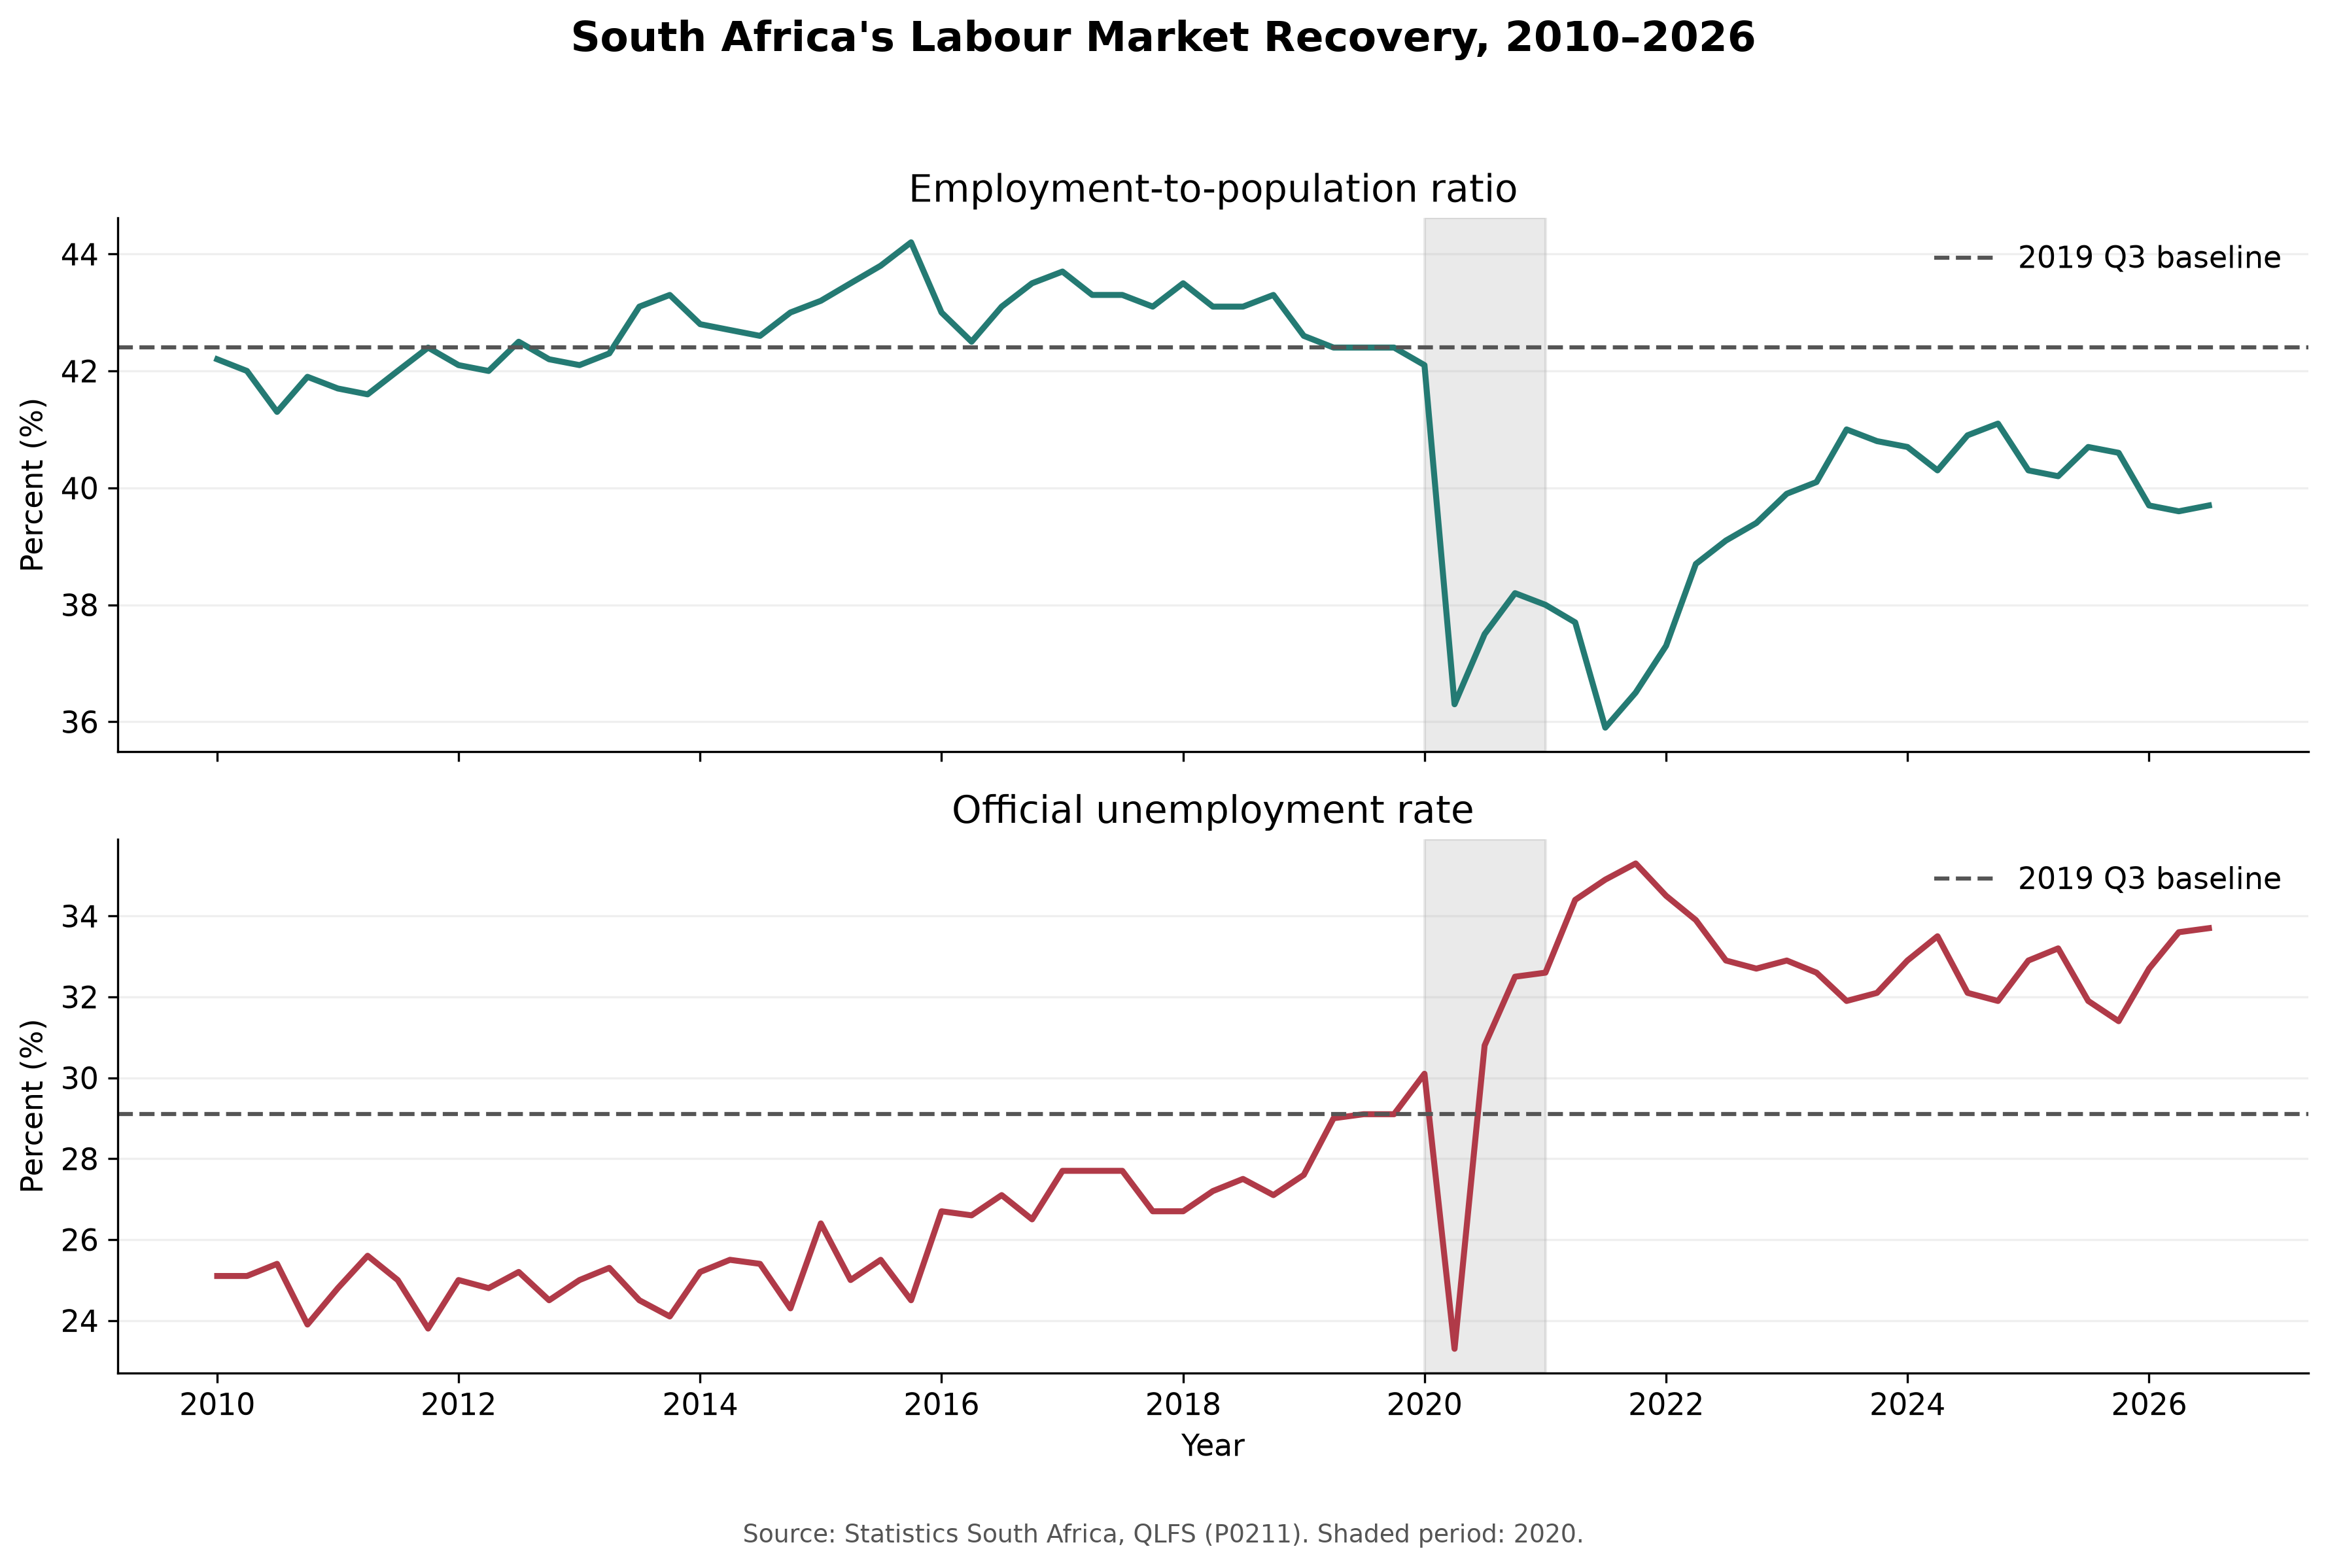 South Africa's Labour Market Recovery, 2010–2026
Employment-to-population ratio
2019 Q3 baseline
Percent (%)
44
42
40
38
36
Official unemployment rate
2019 Q3 baseline
Percent (%)
34
32
30
28
26
24
2010 2012 2014 2016 2018 2020 2022 2024 2026
Year
Source: Statistics South Africa, QLFS (P0211). Shaded period: 2020.